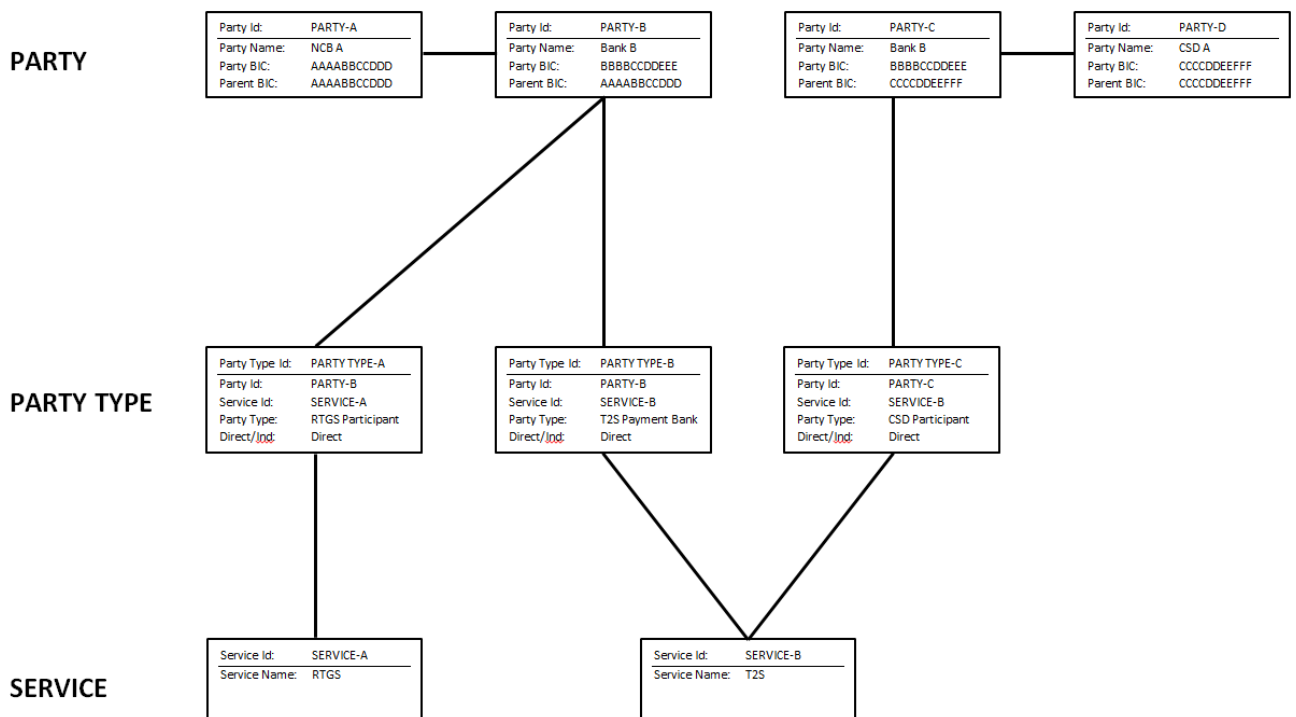 PARTY
Party Id: PARTY-A
Party Name: NCB A
Party BIC: AAAABBCCDDD
Parent BIC: AAAABBCCDDD
Party Id: PARTY-B
Party Name: Bank B
Party BIC: BBBBCCDDEEE
Parent BIC: AAAABBCCDDD
Party Id: PARTY-C
Party Name: Bank B
Party BIC: BBBBCCDDEEE
Parent BIC: CCCCDDEEFFF
Party Id: PARTY-D
Party Name: CSD A
Party BIC: CCCCDDEEFFF
Parent BIC: CCCCDDEEFFF
PARTY TYPE
Party Type Id: PARTY TYPE-A
Party Id: PARTY-B
Service Id: SERVICE-A
Party Type: RTGS Participant
Direct/Ind: Direct
Party Type Id: PARTY TYPE-B
Party Id: PARTY-B
Service Id: SERVICE-B
Party Type: T2S Payment Bank
Direct/Ind: Direct
Party Type Id: PARTY TYPE-C
Party Id: PARTY-C
Service Id: SERVICE-B
Party Type: CSD Participant
Direct/Ind: Direct
SERVICE
Service Id: SERVICE-A
Service Name: RTGS
Service Id: SERVICE-B
Service Name: T2S